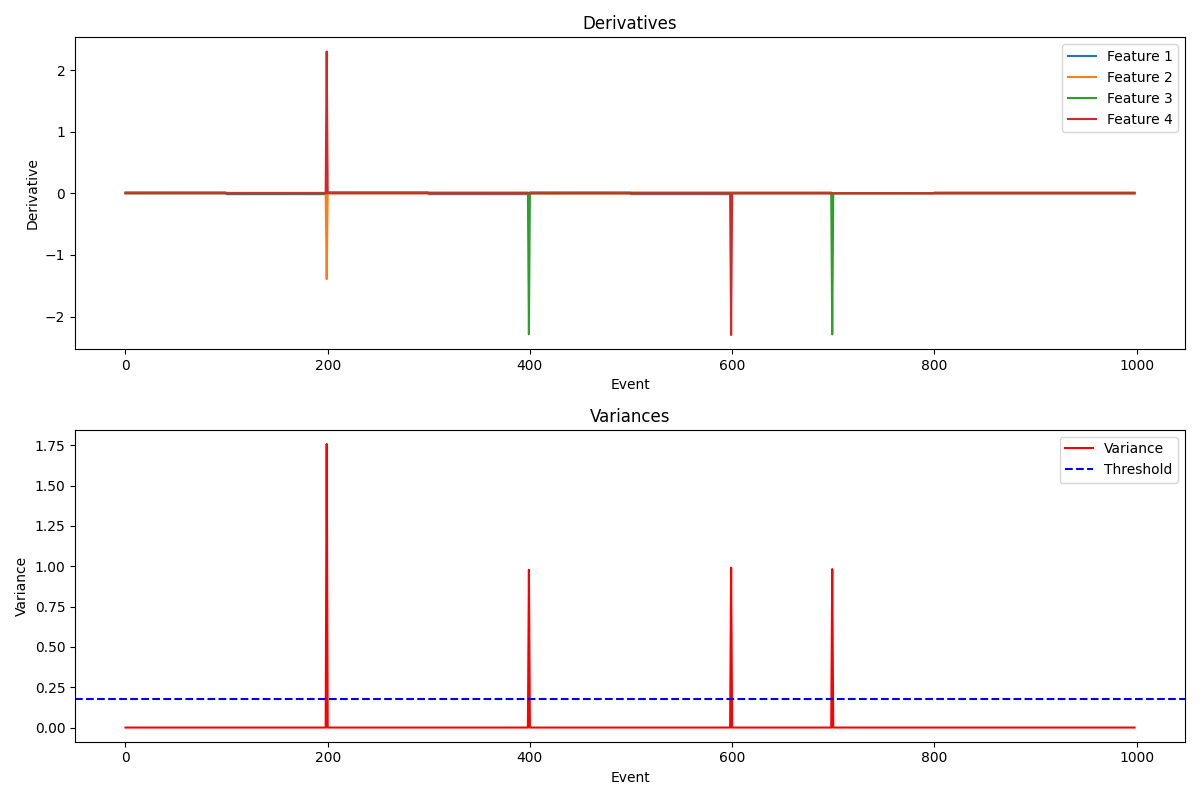 Derivatives
Derivative
2
1
0
−1
−2
Feature 1
Feature 2
Feature 3
Feature 4
0 200 400 600 800 1000
Event
Variances
Variance
1.75
1.50
1.25
1.00
0.75
0.50
0.25
0.00
Variance
Threshold
0 200 400 600 800 1000
Event